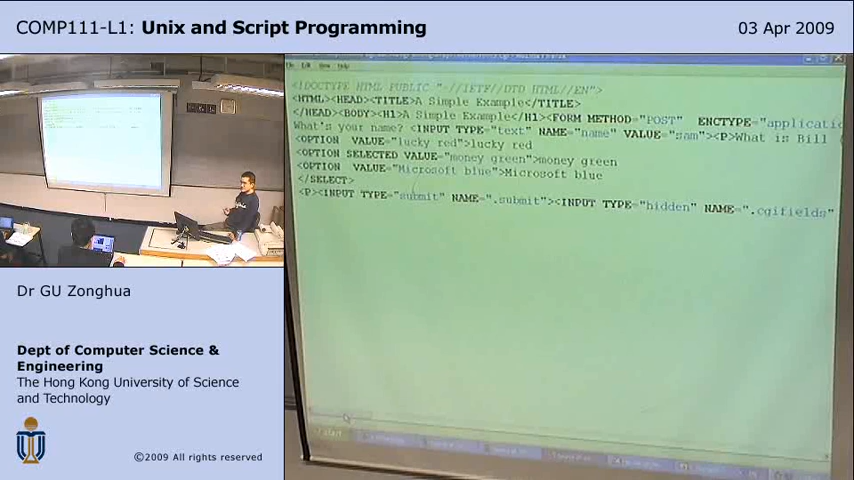 COMP111-L1: Unix and Script Programming
03 Apr 2009
<!DOCTYPE HTML PUBLIC "-//IETF//DTD HTML//EN">
<HTML><HEAD><TITLE>A Simple Example</TITLE>
</HEAD><BODY><H1>A Simple Example</H1><FORM METHOD="POST" ENCTYPE="applicati
What's your name? <INPUT TYPE="text" NAME="name" VALUE="sam"><P>What is Bill
<OPTION VALUE="lucky red">lucky red
<OPTION SELECTED VALUE="money green">money green
<OPTION VALUE="Microsoft blue">Microsoft blue
</SELECT>
<P><INPUT TYPE="submit" NAME=".submit"><INPUT TYPE="hidden" NAME=".cgifields"
Dr GU Zonghua
Dept of Computer Science &
Engineering
The Hong Kong University of Science
and Technology
©2009 All rights reserved